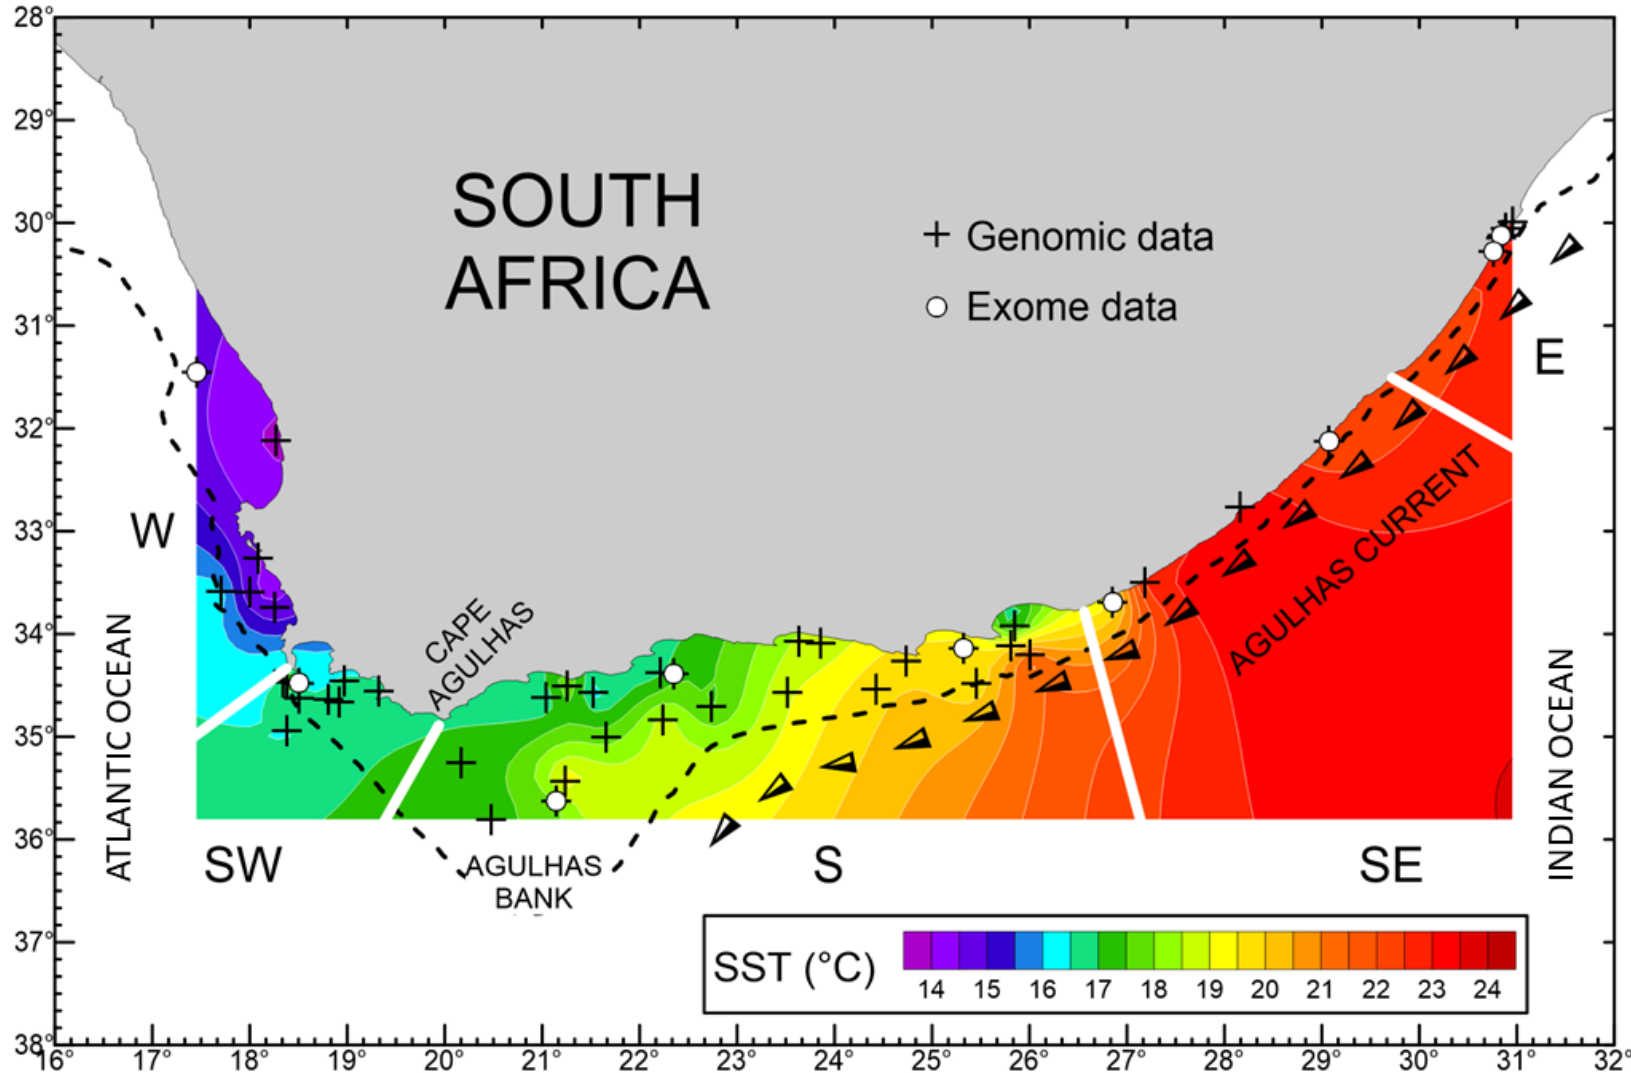 28°
29°
30°
31°
32°
33°
34°
35°
36°
37°
38°
SOUTH
AFRICA
Genomic data
Exome data
E
W
CAPE
AGULHAS
AGULHAS CURRENT
ATLANTIC OCEAN
INDIAN OCEAN
SW
AGULHAS
BANK
S
SE
SST (°C)
14 15 16 17 18 19 20 21 22 23 24
16° 17° 18° 19° 20° 21° 22° 23° 24° 25° 26° 27° 28° 29° 30° 31° 32°